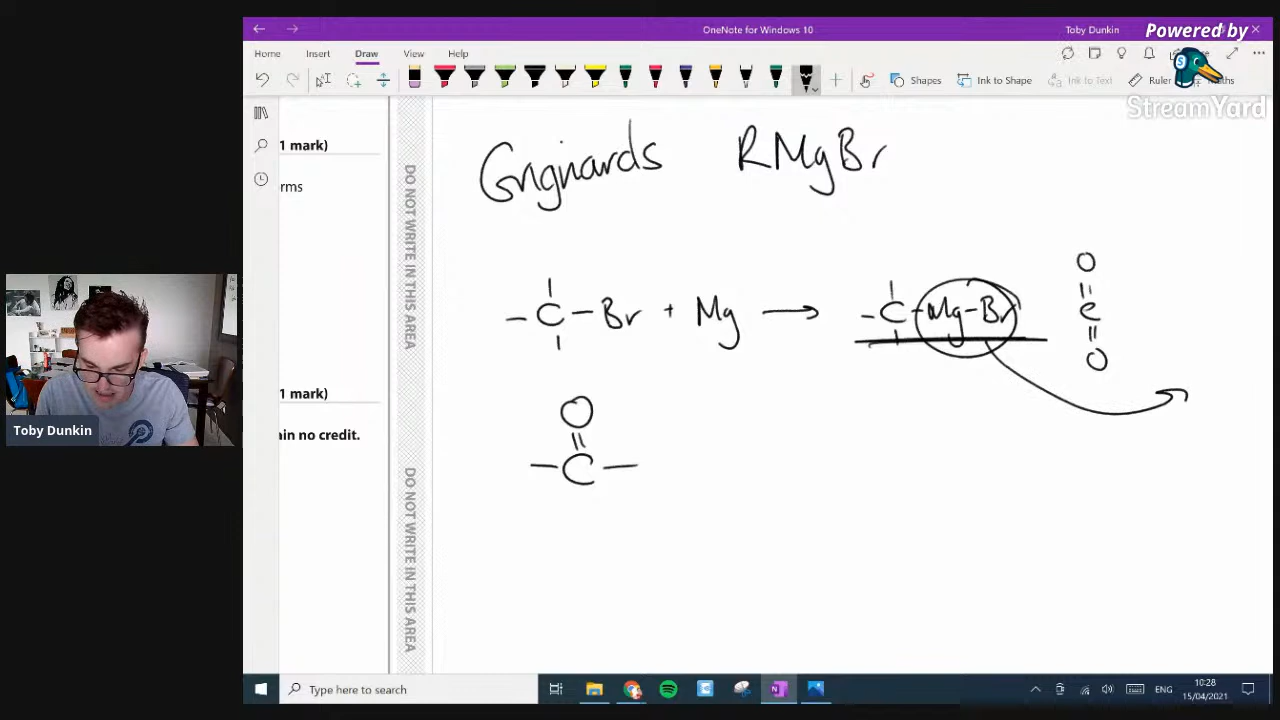 OneNote for Windows 10
Toby Dunkin
Powered by
StreamYard
Home Insert Draw View Help
Shapes Ink to Shape Ink to Text Ruler Maths
1 mark)
rms
1 mark)
ain no credit.
DO NOT WRITE IN THIS AREA
DO NOT WRITE IN THIS AREA
Grignards RMgBr
- C - Br + Mg → - C - Mg - Br
O
=
C
=
O
O
=
- C -
Toby Dunkin
Type here to search
ENG
10:28
15/04/2021